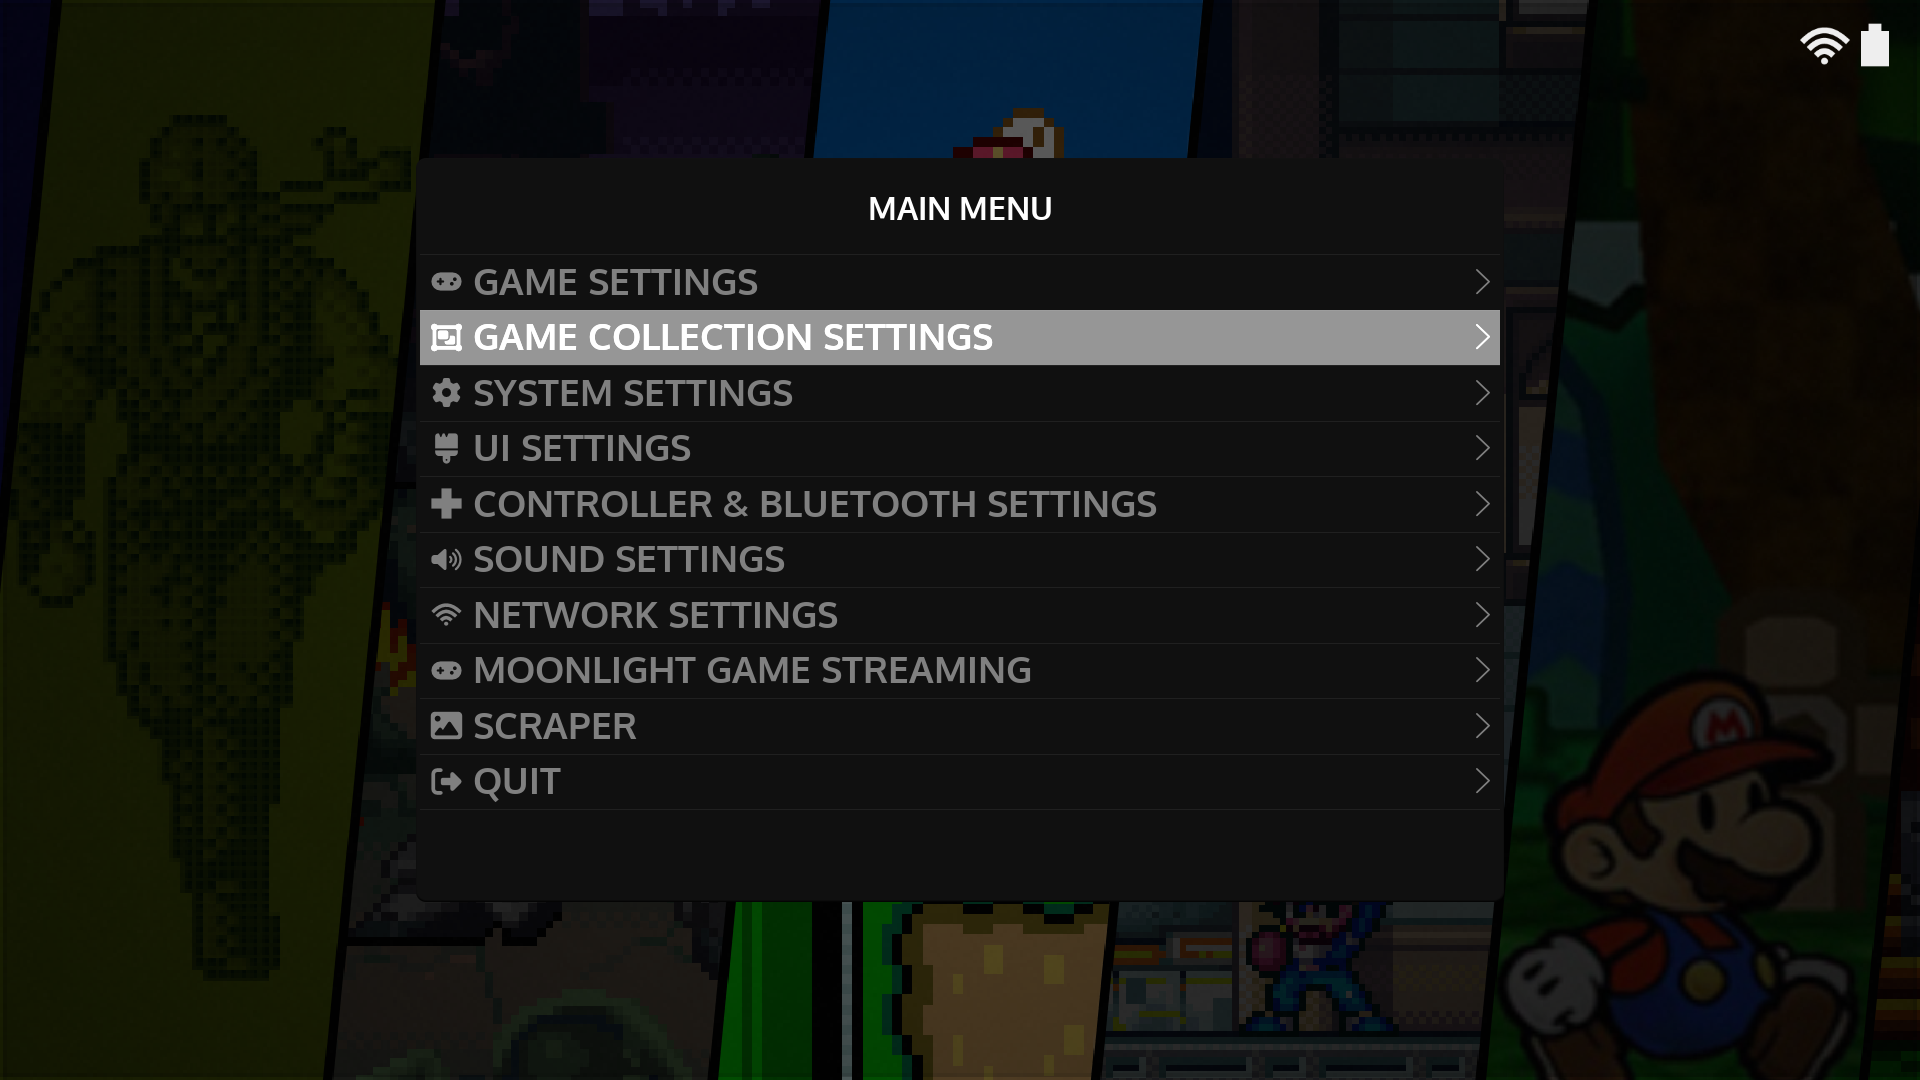 MAIN MENU
GAME SETTINGS
GAME COLLECTION SETTINGS
SYSTEM SETTINGS
UI SETTINGS
CONTROLLER & BLUETOOTH SETTINGS
SOUND SETTINGS
NETWORK SETTINGS
MOONLIGHT GAME STREAMING
SCRAPER
QUIT
M